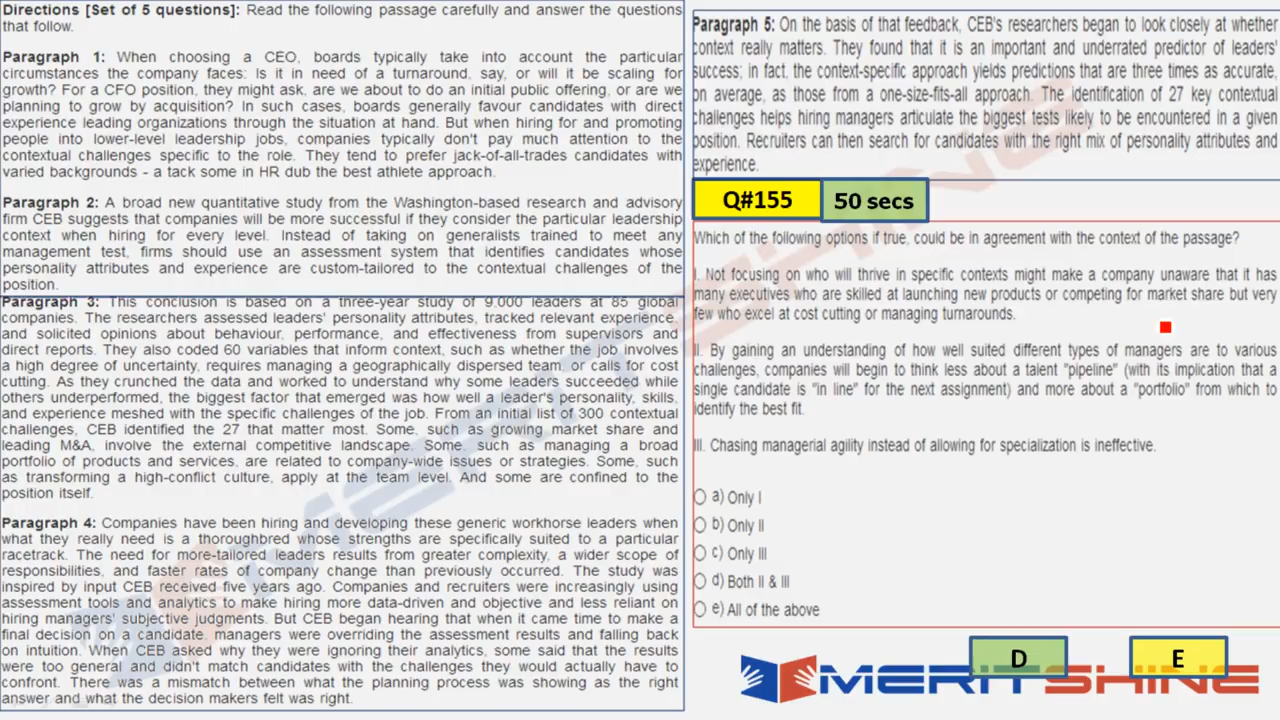 Directions [Set of 5 questions]: Read the following passage carefully and answer the questions
that follow.
Paragraph 1: When choosing a CEO, boards typically take into account the particular
circumstances the company faces: Is it in need of a turnaround, say, or will it be scaling for
growth? For a CFO position, they might ask, are we about to do an initial public offering, or are we
planning to grow by acquisition? In such cases, boards generally favour candidates with direct
experience leading organizations through the situation at hand. But when hiring for and promoting
people into lower-level leadership jobs, companies typically don't pay much attention to the
contextual challenges specific to the role. They tend to prefer jack-of-all-trades candidates with
varied backgrounds - a tack some in HR dub the best athlete approach.
Paragraph 2: A broad new quantitative study from the Washington-based research and advisory
firm CEB suggests that companies will be more successful if they consider the particular leadership
context when hiring for every level. Instead of taking on generalists trained to meet any
management test, firms should use an assessment system that identifies candidates whose
personality attributes and experience are custom-tailored to the contextual challenges of the
position.
Paragraph 3: This conclusion is based on a three-year study of 9,000 leaders at 85 global
companies. The researchers assessed leaders' personality attributes, tracked relevant experience,
and solicited opinions about behaviour, performance, and effectiveness from supervisors and
direct reports. They also coded 60 variables that inform context, such as whether the job involves
a high degree of uncertainty, requires managing a geographically dispersed team, or calls for cost
cutting. As they crunched the data and worked to understand why some leaders succeeded while
others underperformed, the biggest factor that emerged was how well a leader's personality, skills,
and experience meshed with the specific challenges of the job. From an initial list of 300 contextual
challenges, CEB identified the 27 that matter most. Some, such as growing market share and
leading M&A, involve the external competitive landscape. Some, such as managing a broad
portfolio of products and services, are related to company-wide issues or strategies. Some, such
as transforming a high-conflict culture, apply at the team level. And some are confined to the
position itself.
Paragraph 4: Companies have been hiring and developing these generic workhorse leaders when
what they really need is a thoroughbred whose strengths are specifically suited to a particular
racetrack. The need for more-tailored leaders results from greater complexity, a wider scope of
responsibilities, and faster rates of company change than previously occurred. The study was
inspired by input CEB received five years ago. Companies and recruiters were increasingly using
assessment tools and analytics to make hiring more data-driven and objective and less reliant on
hiring managers' subjective judgments. But CEB began hearing that when it came time to make a
final decision on a candidate, managers were overriding the assessment results and falling back
on intuition. When CEB asked why they were ignoring their analytics, some said that the results
were too general and didn't match candidates with the challenges they would actually have to
confront. There was a mismatch between what the planning process was showing as the right
answer and what the decision makers felt was right.
Paragraph 5: On the basis of that feedback, CEB's researchers began to look closely at whether
context really matters. They found that it is an important and underrated predictor of leaders'
success; in fact, the context-specific approach yields predictions that are three times as accurate,
on average, as those from a one-size-fits-all approach. The identification of 27 key contextual
challenges helps hiring managers articulate the biggest tests likely to be encountered in a given
position. Recruiters can then search for candidates with the right mix of personality attributes and
experience.
Q#155
50 secs
Which of the following options if true, could be in agreement with the context of the passage?
I. Not focusing on who will thrive in specific contexts might make a company unaware that it has
many executives who are skilled at launching new products or competing for market share but very
few who excel at cost cutting or managing turnarounds.
II. By gaining an understanding of how well suited different types of managers are to various
challenges, companies will begin to think less about a talent "pipeline" (with its implication that a
single candidate is "in line" for the next assignment) and more about a "portfolio" from which to
identify the best fit.
III. Chasing managerial agility instead of allowing for specialization is ineffective.
a) Only I
b) Only II
c) Only III
d) Both II & III
e) All of the above
D
E
MERITSHINE